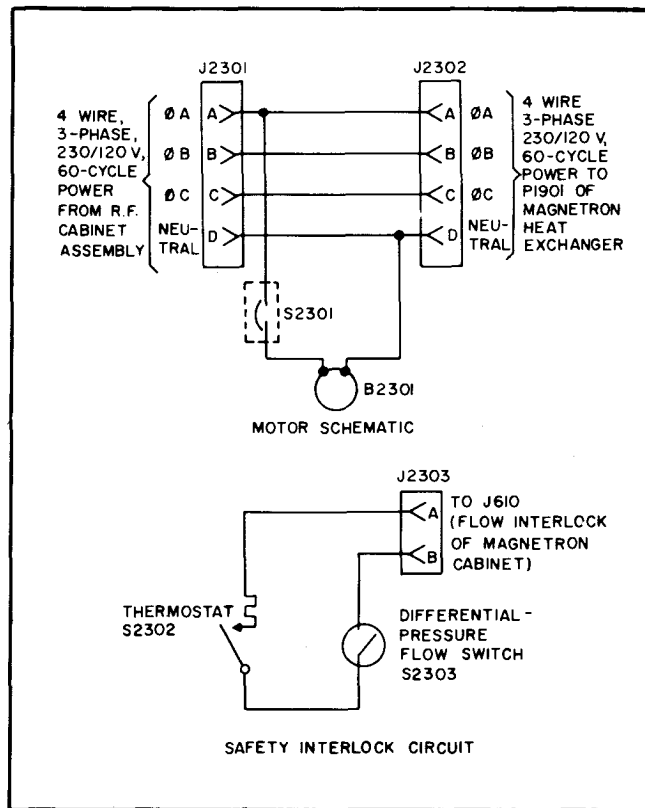 J2301
J2302
4 WIRE,
3-PHASE,
230/120 V,
60-CYCLE
POWER
FROM R.F.
CABINET
ASSEMBLY
ØA
ØB
ØC
NEU-
TRAL
A
B
C
D
A
B
C
D
ØA
ØB
ØC
NEU-
TRAL
4 WIRE
3-PHASE
230/120 V,
60-CYCLE
POWER TO
P1901 OF
MAGNETRON
HEAT
EXCHANGER
S2301
B2301
MOTOR SCHEMATIC
J2303
A
B
TO J610
(FLOW INTERLOCK
OF MAGNETRON
CABINET)
THERMOSTAT
S2302
DIFFERENTIAL-
PRESSURE
FLOW SWITCH
S2303
SAFETY INTERLOCK CIRCUIT